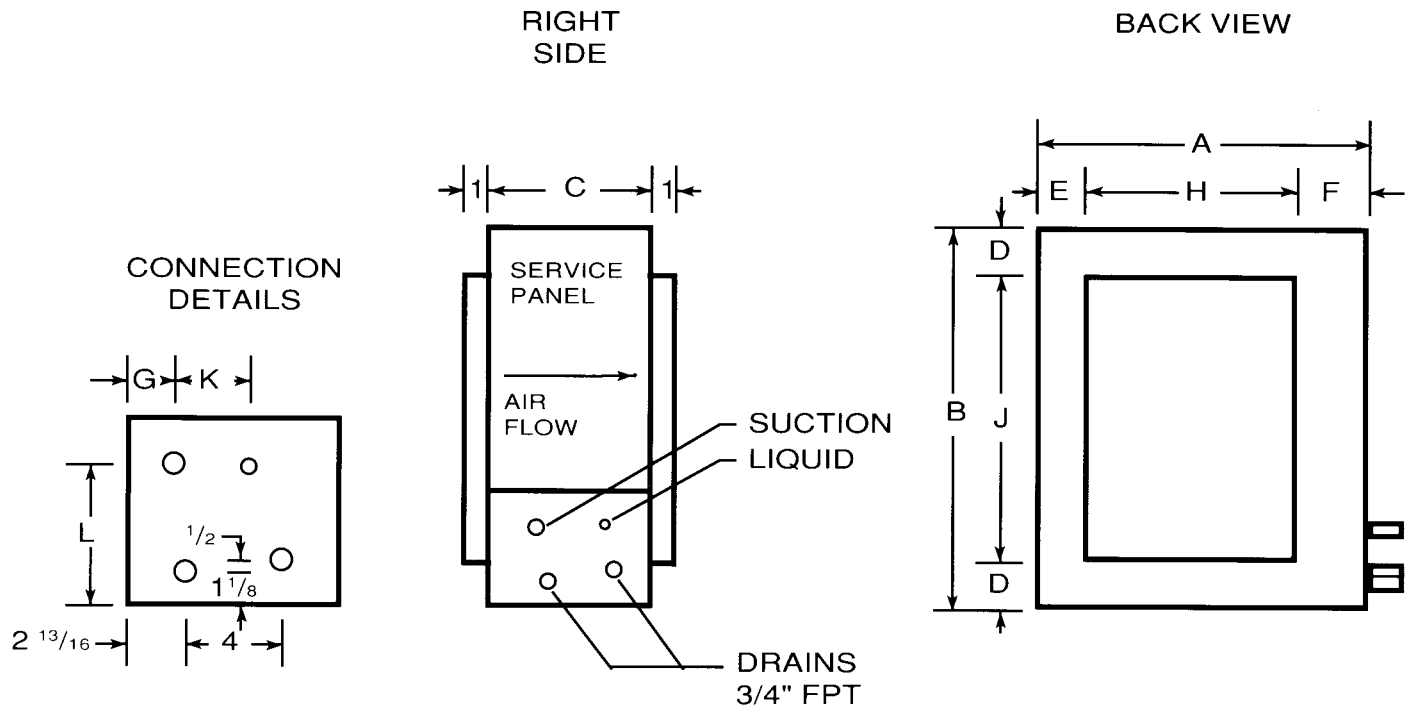 RIGHT
SIDE
BACK VIEW
A
1
C
1
E
H
F
D
CONNECTION
DETAILS
SERVICE
PANEL
G
K
AIR
FLOW
B
J
SUCTION
LIQUID
L
1/2
1 1/8
D
2 13/16
4
DRAINS
3/4" FPT